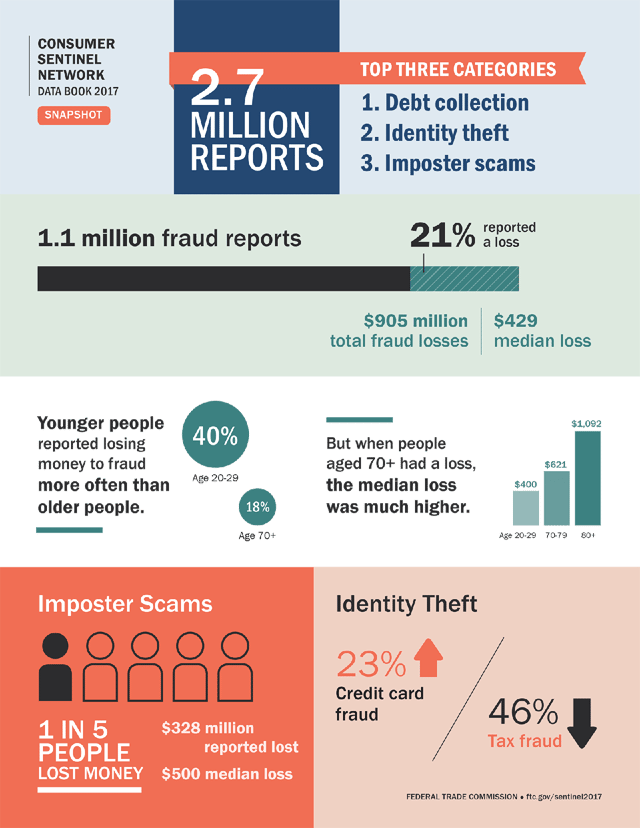 CONSUMER
SENTINEL
NETWORK
DATA BOOK 2017
SNAPSHOT
2.7
MILLION
REPORTS
TOP THREE CATEGORIES
1. Debt collection
2. Identity theft
3. Imposter scams
1.1 million fraud reports
21% reported
a loss
$905 million
total fraud losses
$429
median loss
Younger people
reported losing
money to fraud
more often than
older people.
40%
Age 20-29
18%
Age 70+
But when people
aged 70+ had a loss,
the median loss
was much higher.
$400
$621
$1,092
Age 20-29 70-79 80+
Imposter Scams
1 IN 5
PEOPLE
LOST MONEY
$328 million
reported lost
$500 median loss
Identity Theft
23%
Credit card
fraud
46%
Tax fraud
FEDERAL TRADE COMMISSION • ftc.gov/sentinel2017